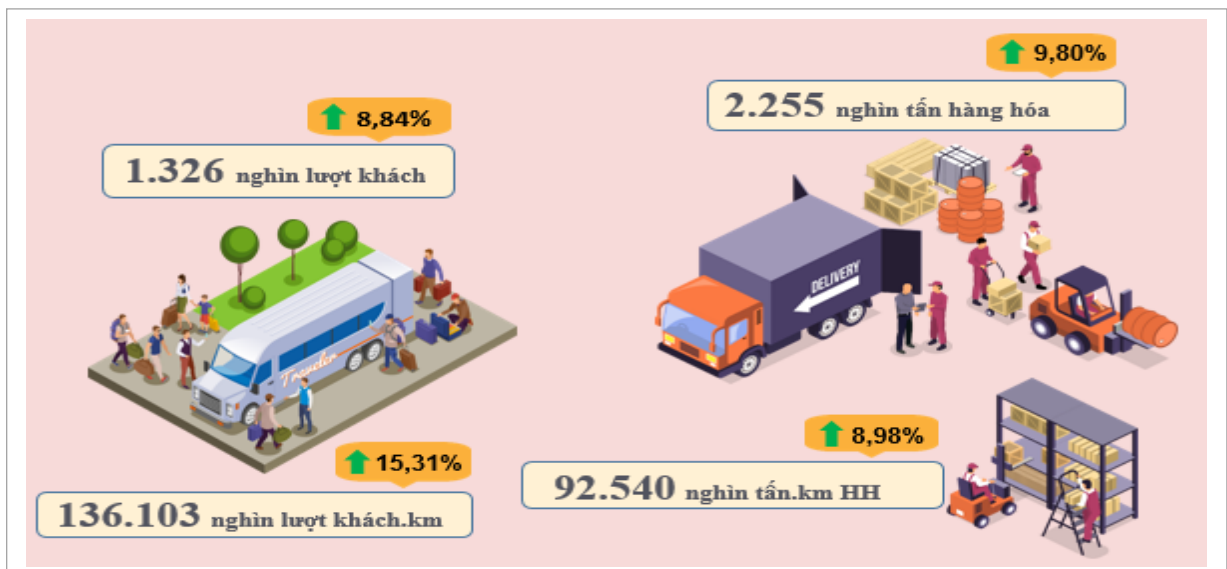 8,84%
1.326 nghìn lượt khách
Traveler
15,31%
136.103 nghìn lượt khách.km
9,80%
2.255 nghìn tấn hàng hóa
DELIVERY
8,98%
92.540 nghìn tấn.km HH